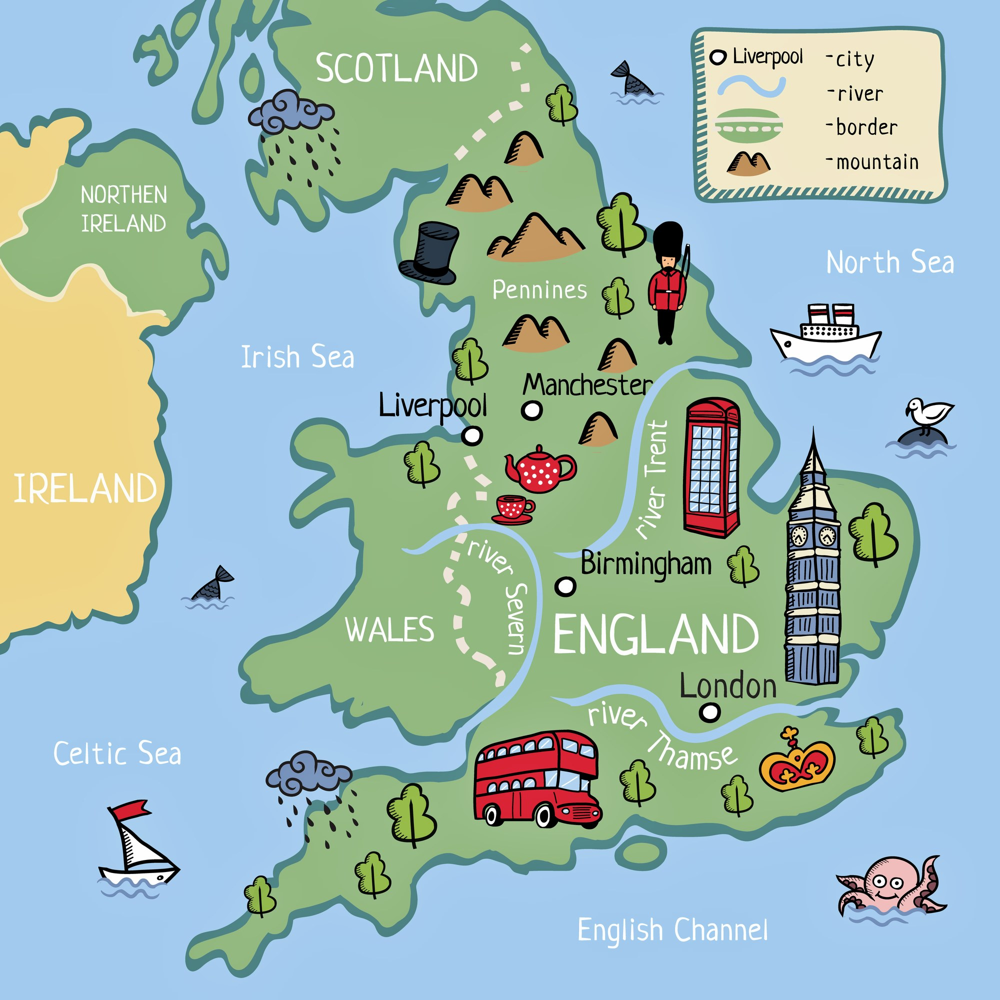 SCOTLAND
Liverpool - city
- river
- border
- mountain
NORTHEN
IRELAND
North Sea
Pennines
Irish Sea
Manchester
Liverpool
river Trent
IRELAND
river Severn
Birmingham
WALES
ENGLAND
London
river Thamse
Celtic Sea
English Channel